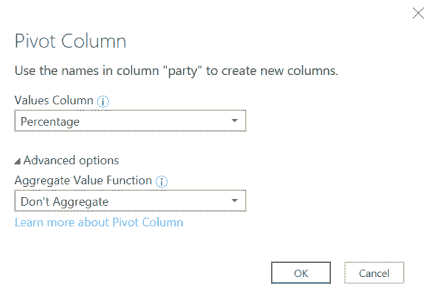 Pivot Column
Use the names in column "party" to create new columns.
Values Column
Percentage
Advanced options
Aggregate Value Function
Don't Aggregate
Learn more about Pivot Column
OK
Cancel